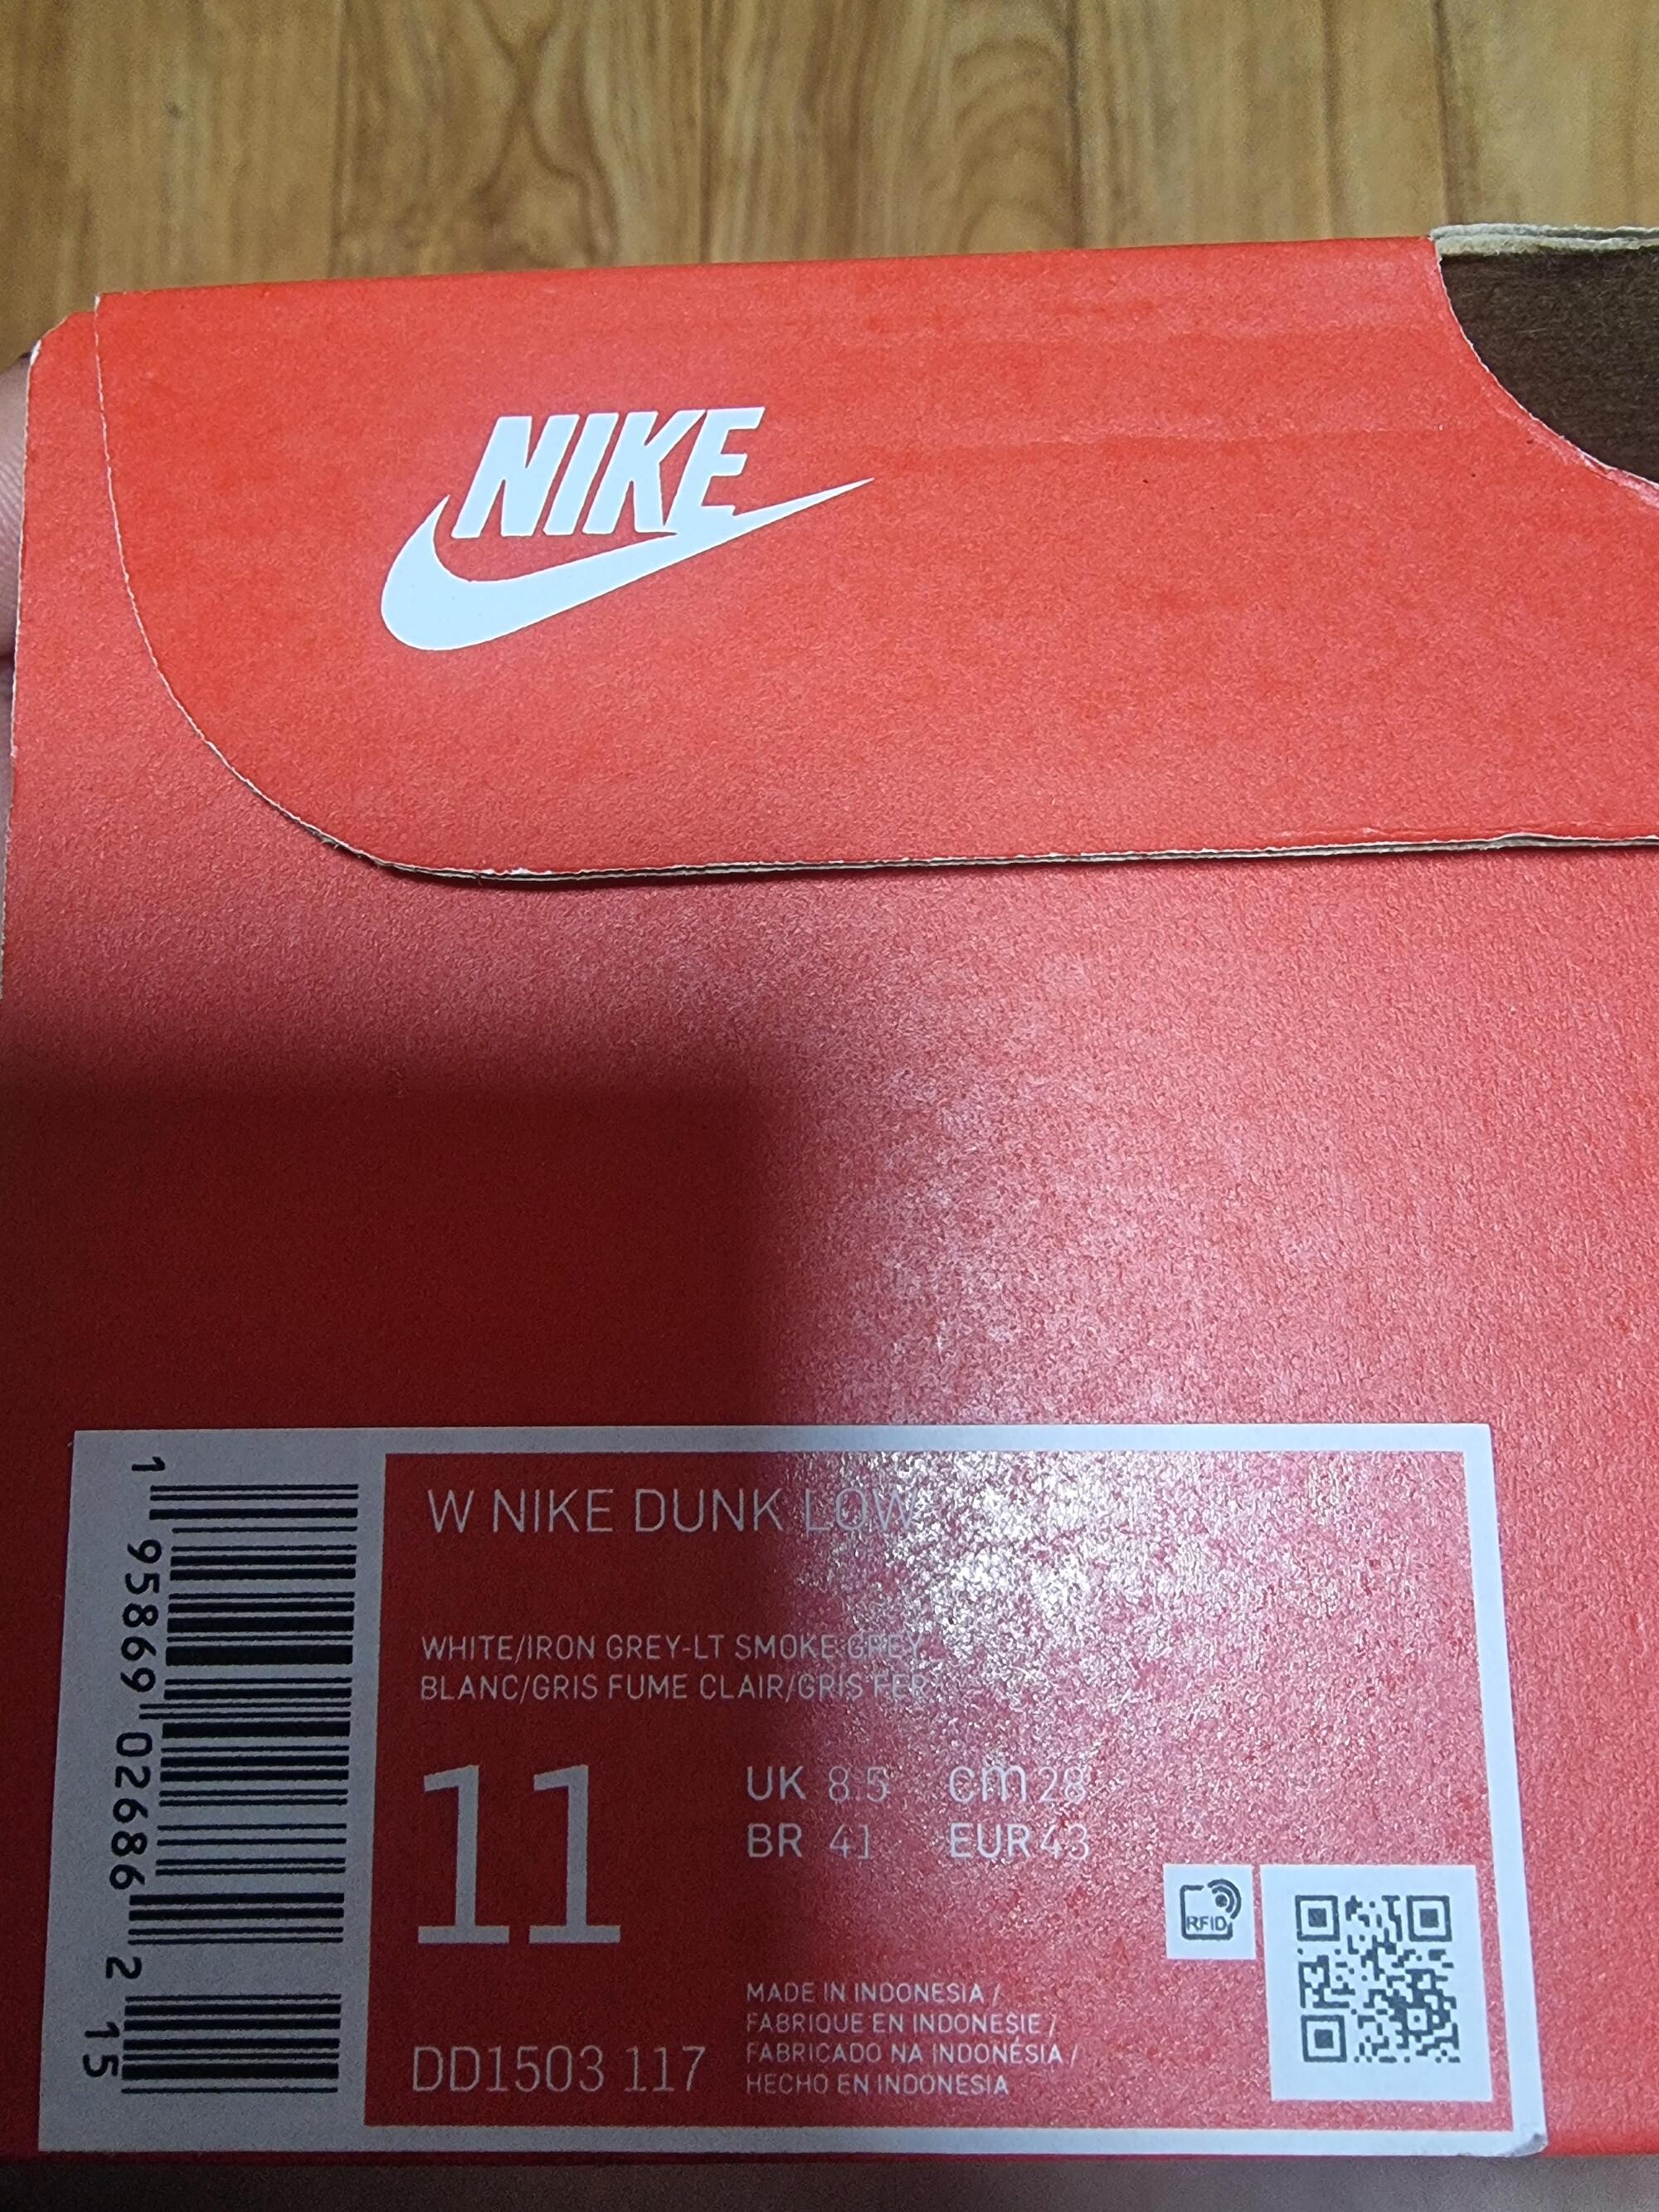 NIKE
W NIKE DUNK LOW
WHITE/IRON GREY-LT SMOKE GREY
BLANC/GRIS FUME CLAIR/GRIS FER
11
UK 8.5 cm 28
BR 41 EUR 43
RFID
MADE IN INDONESIA /
FABRIQUE EN INDONESIE /
FABRICADO NA INDONÉSIA /
HECHO EN INDONESIA
DD1503 117
1 95869 02686 2 15